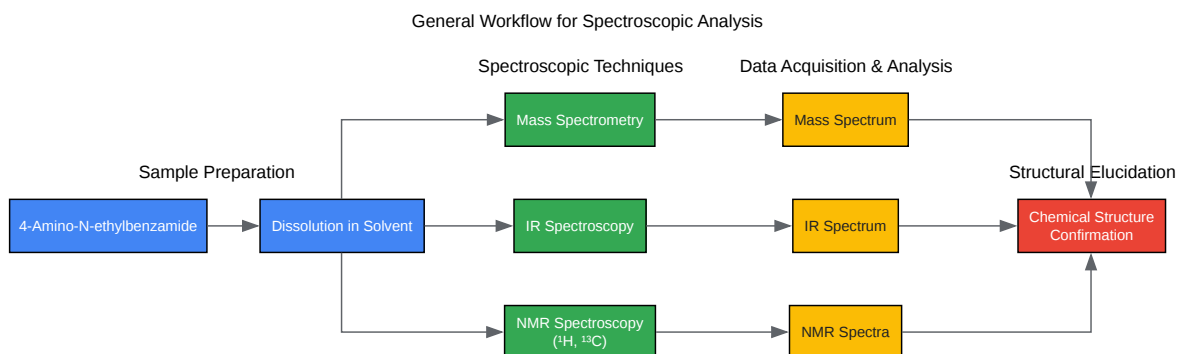 General Workflow for Spectroscopic Analysis
Spectroscopic Techniques
Data Acquisition & Analysis
Mass Spectrometry
Mass Spectrum
Sample Preparation
Structural Elucidation
4-Amino-N-ethylbenzamide
Dissolution in Solvent
IR Spectroscopy
IR Spectrum
Chemical Structure
Confirmation
NMR Spectroscopy
(¹H, ¹³C)
NMR Spectra